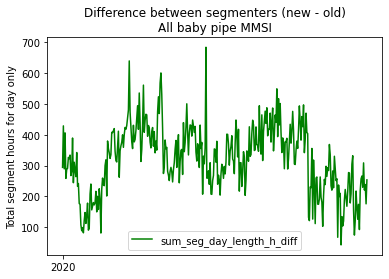 Difference between segmenters (new - old)
All baby pipe MMSI
Total segment hours for day only
700
600
500
400
300
200
100
2020
sum_seg_day_length_h_diff